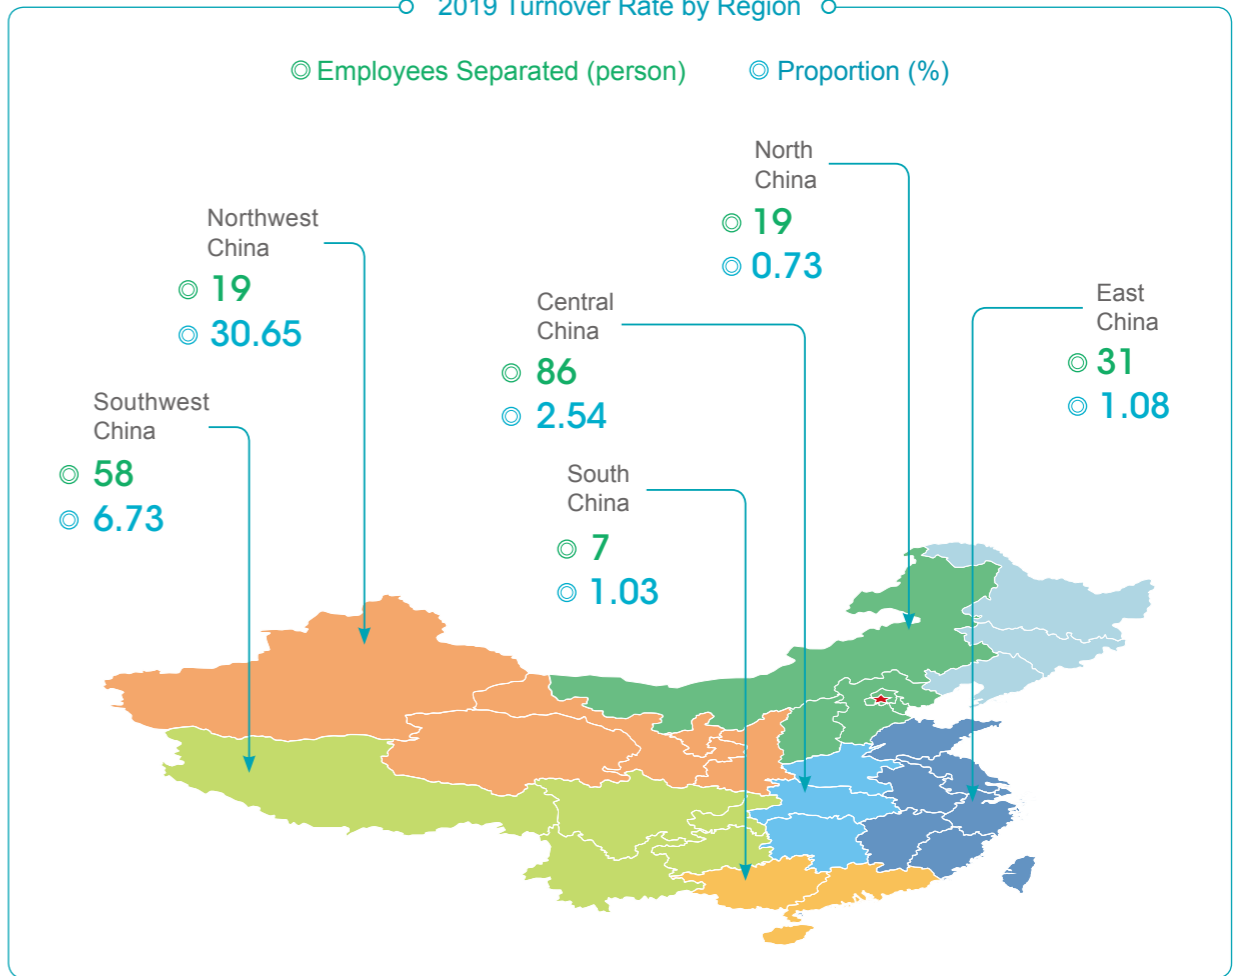 2019 Turnover Rate by Region
Employees Separated (person)
Proportion (%)
North
China
19
0.73
Northwest
China
19
30.65
Central
China
86
2.54
East
China
31
1.08
Southwest
China
58
6.73
South
China
7
1.03